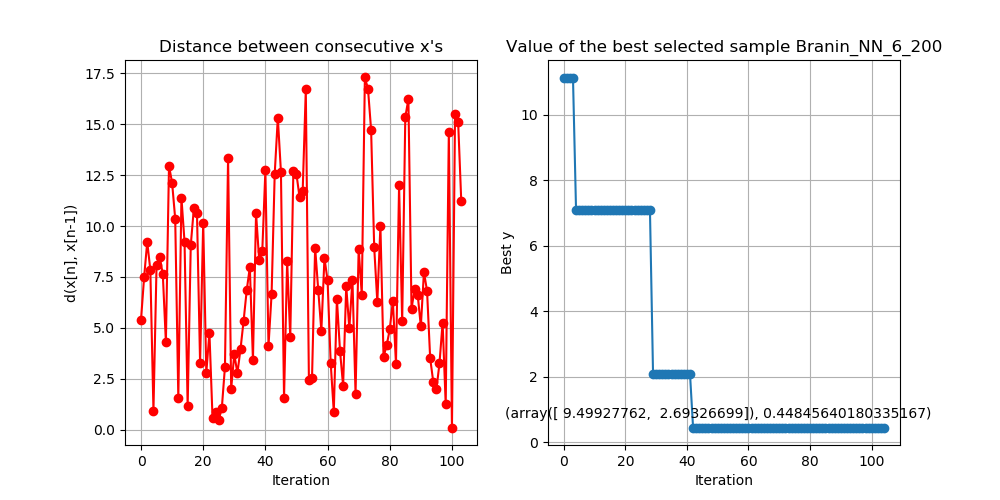 Distance between consecutive x's
17.5
15.0
12.5
10.0
7.5
5.0
2.5
0.0
d(x[n], x[n-1])
0 20 40 60 80 100
Iteration
Value of the best selected sample Branin_NN_6_200
10
8
6
4
2
0
Best y
(array([ 9.49927762,  2.69326699]), 0.44845640180335167)
0 20 40 60 80 100
Iteration